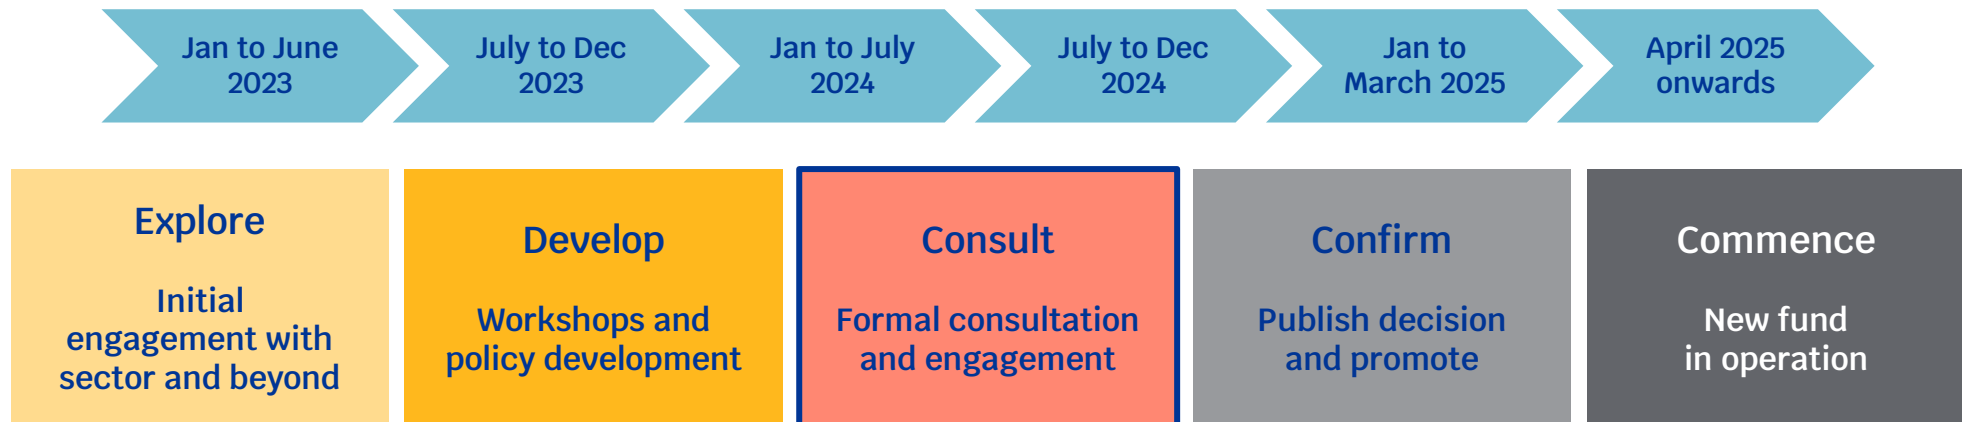 Jan to June
2023
July to Dec
2023
Jan to July
2024
July to Dec
2024
Jan to
March 2025
April 2025
onwards
Explore
Initial
engagement with
sector and beyond
Develop
Workshops and
policy development
Consult
Formal consultation
and engagement
Confirm
Publish decision
and promote
Commence
New fund
in operation